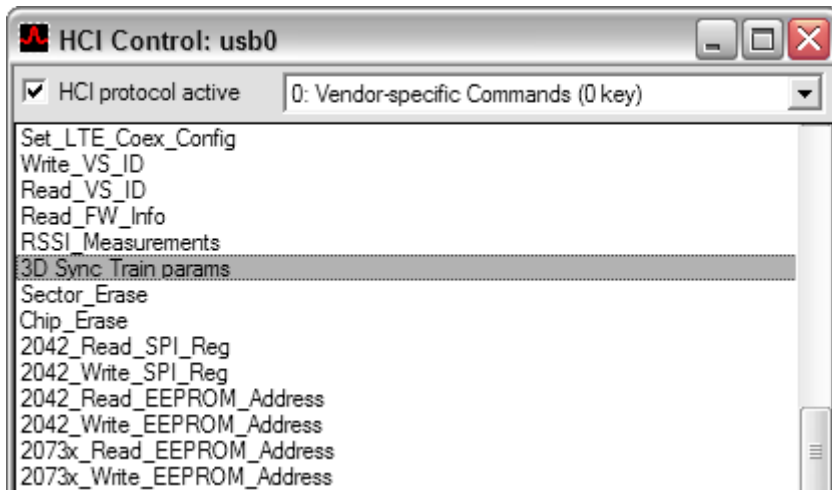 HCI Control: usb0
HCI protocol active
0: Vendor-specific Commands (0 key)
Set_LTE_Coex_Config
Write_VS_ID
Read_VS_ID
Read_FW_Info
RSSI_Measurements
3D Sync Train params
Sector_Erase
Chip_Erase
2042_Read_SPI_Reg
2042_Write_SPI_Reg
2042_Read_EEPROM_Address
2042_Write_EEPROM_Address
2073x_Read_EEPROM_Address
2073x_Write_EEPROM_Address